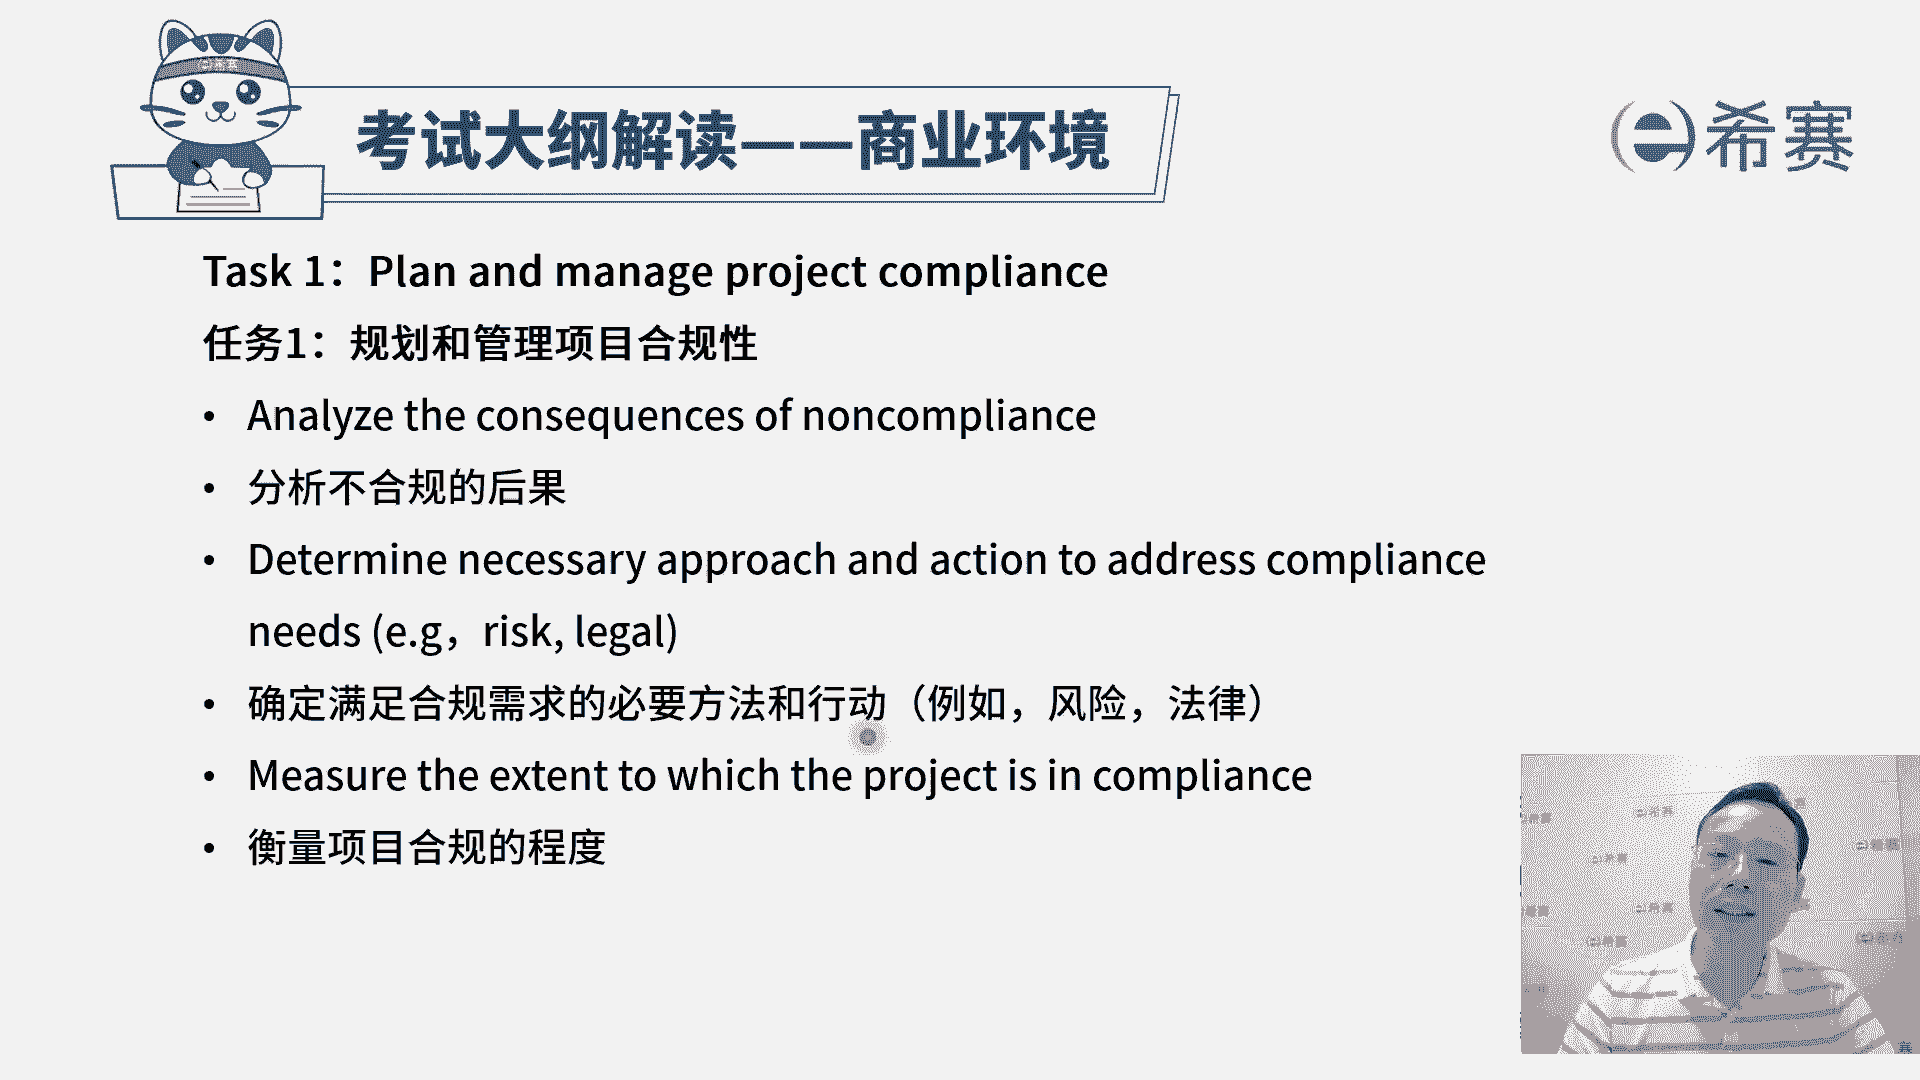 考试大纲解读——商业环境
希赛
Task 1：Plan and manage project compliance
任务1：规划和管理项目合规性
• Analyze the consequences of noncompliance
• 分析不合规的后果
• Determine necessary approach and action to address compliance
needs (e.g，risk, legal)
• 确定满足合规需求的必要方法和行动（例如，风险，法律）
• Measure the extent to which the project is in compliance
• 衡量项目合规的程度